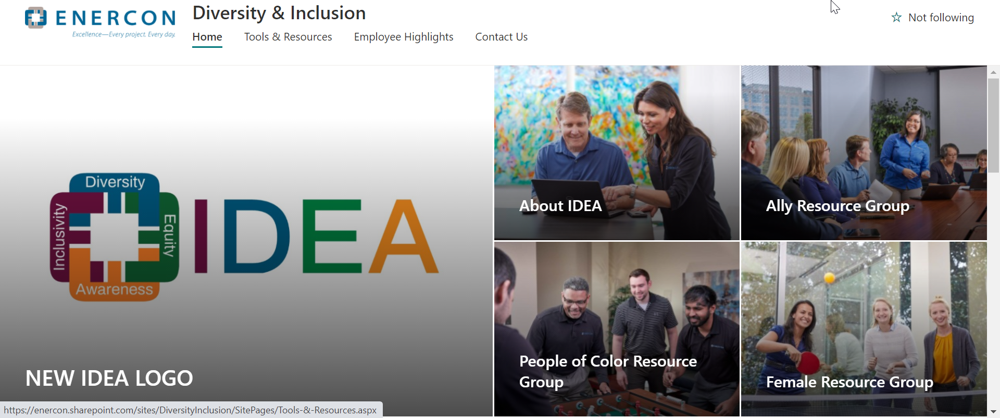 ENERCON
Excellence—Every project. Every day.
Diversity & Inclusion
Home
Tools & Resources
Employee Highlights
Contact Us
Not following
Diversity
Inclusivity
Equity
Awareness
IDEA
NEW IDEA LOGO
About IDEA
Ally Resource Group
People of Color Resource
Group
Female Resource Group
https://enercon.sharepoint.com/sites/DiversityInclusion/SitePages/Tools-&-Resources.aspx